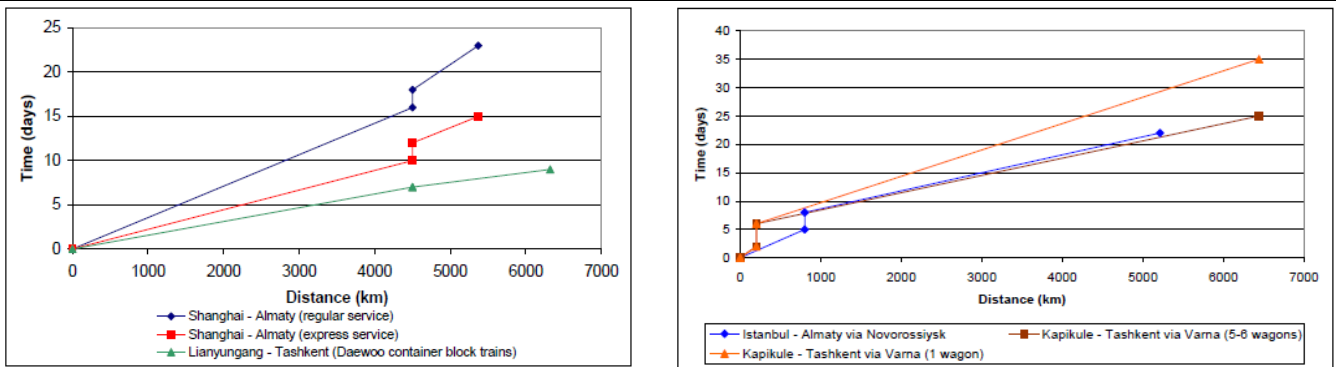 25
20
15
10
5
0
Time (days)
0 1000 2000 3000 4000 5000 6000 7000
Distance (km)
Shanghai - Almaty (regular service)
Shanghai - Almaty (express service)
Lianyungang - Tashkent (Daewoo container block trains)
40
35
30
25
20
15
10
5
0
Time (days)
0 1000 2000 3000 4000 5000 6000 7000
Distance (km)
Istanbul - Almaty via Novorossiysk Kapikule - Tashkent via Varna (5-6 wagons)
Kapikule - Tashkent via Varna (1 wagon)